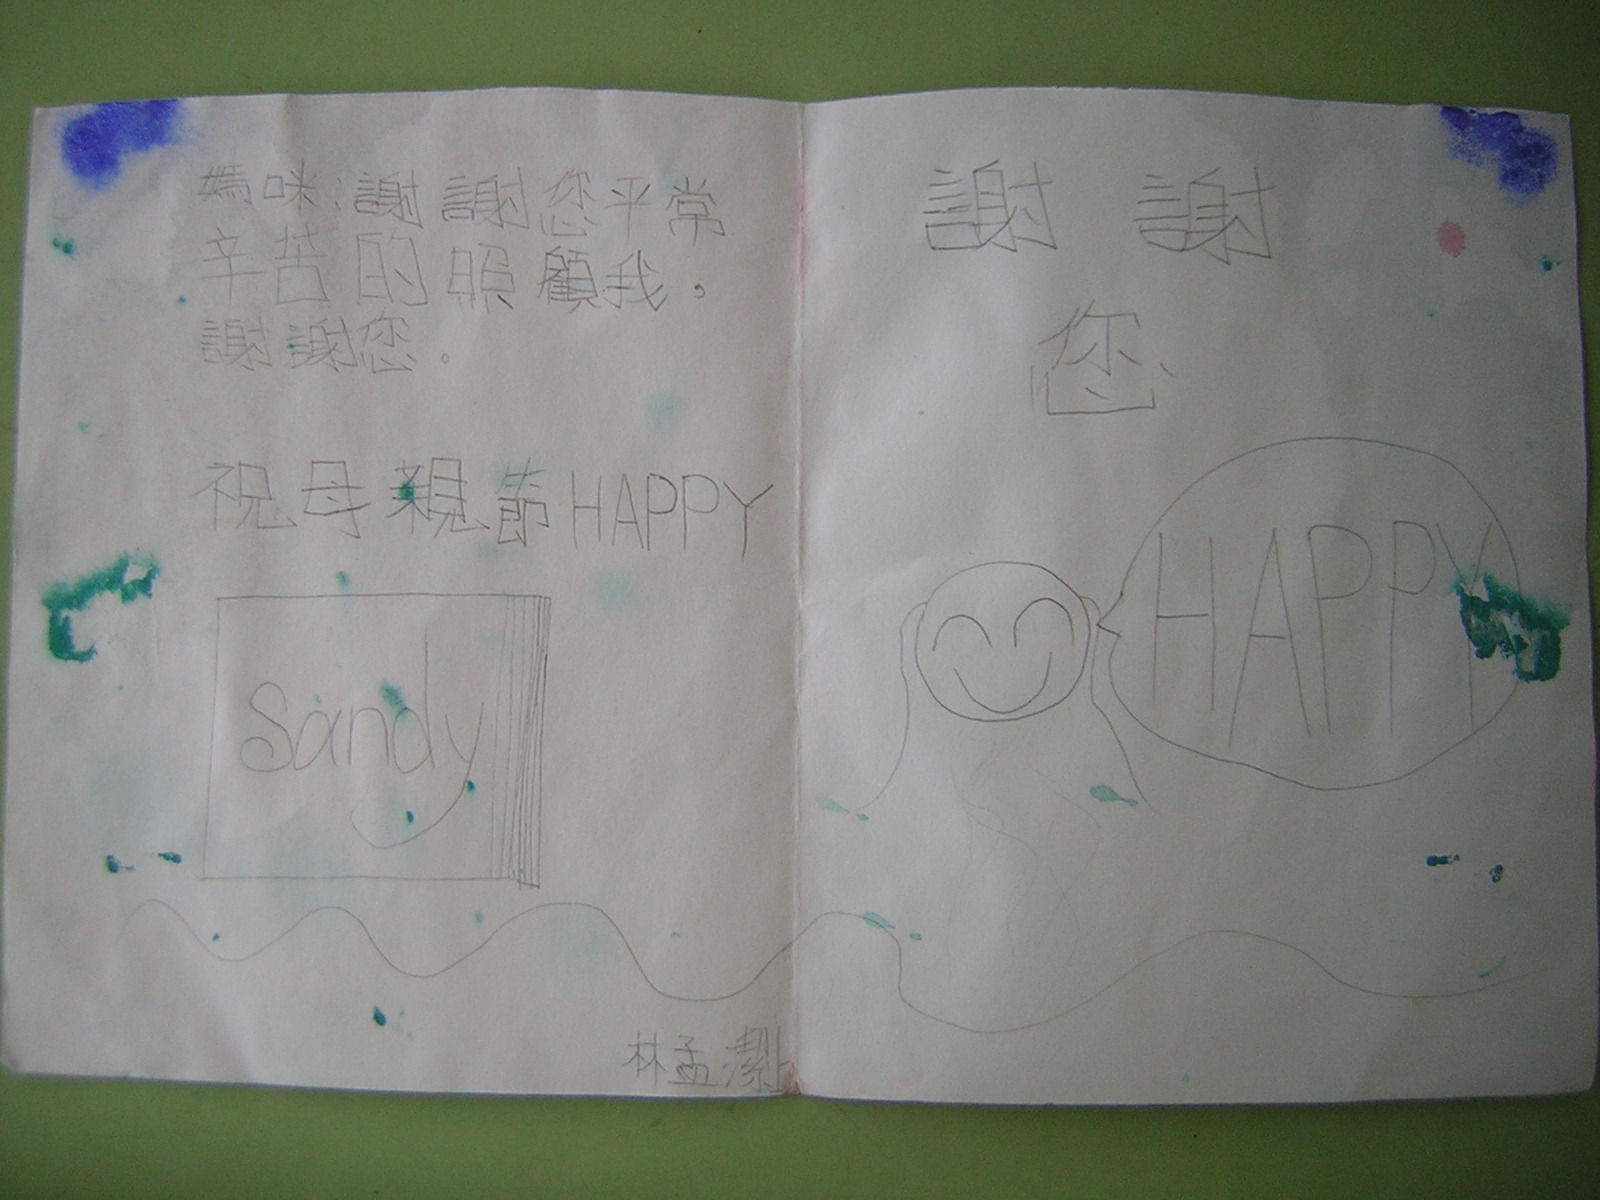 媽咪:謝謝您平常
辛苦的照顧我，
謝謝您。
祝母親節HAPPY
Sandy
林孟潔上
謝謝
您
HAPPY